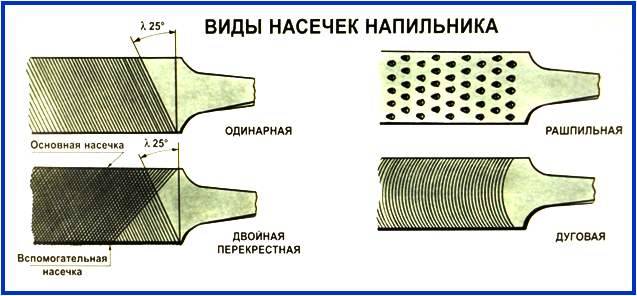 ВИДЫ НАСЕЧЕК НАПИЛЬНИКА
λ 25°
ОДИНАРНАЯ
РАШПИЛЬНАЯ
Основная насечка
λ 25°
ДВОЙНАЯ
ПЕРЕКРЕСТНАЯ
ДУГОВАЯ
Вспомогательная
насечка